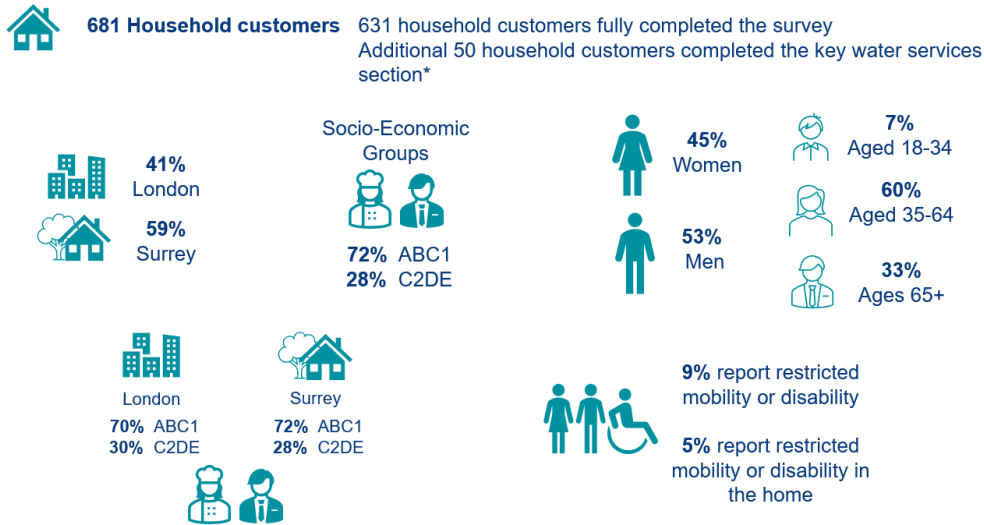 681 Household customers
631 household customers fully completed the survey
Additional 50 household customers completed the key water services
section*
41%
London
59%
Surrey
Socio-Economic
Groups
72% ABC1
28% C2DE
45%
Women
53%
Men
7%
Aged 18-34
60%
Aged 35-64
33%
Ages 65+
London
70% ABC1
30% C2DE
Surrey
72% ABC1
28% C2DE
9% report restricted
mobility or disability
5% report restricted
mobility or disability in
the home